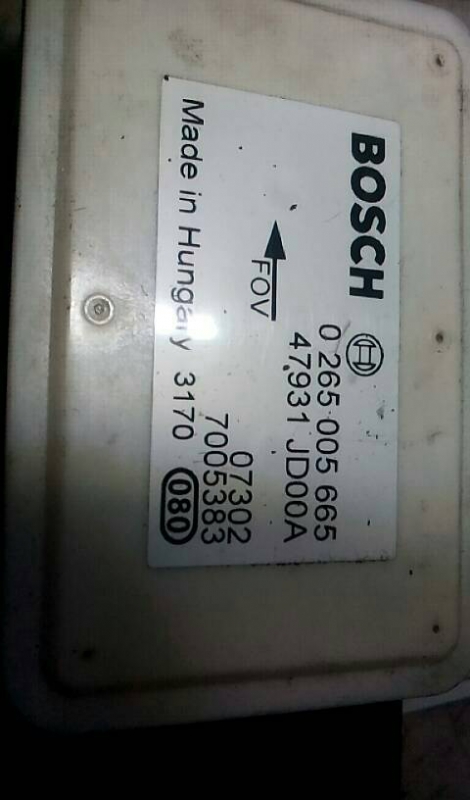 BOSCH
0 265 005 665
47931 JD00A
FOV
07302
7005383
Made in Hungary 3170 080